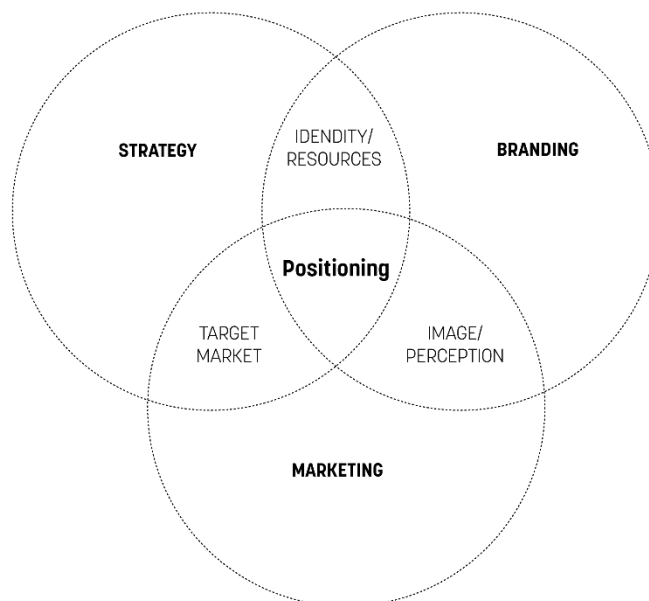 IDENDITY/
RESOURCES
STRATEGY
BRANDING
Positioning
TARGET
MARKET
IMAGE/
PERCEPTION
MARKETING